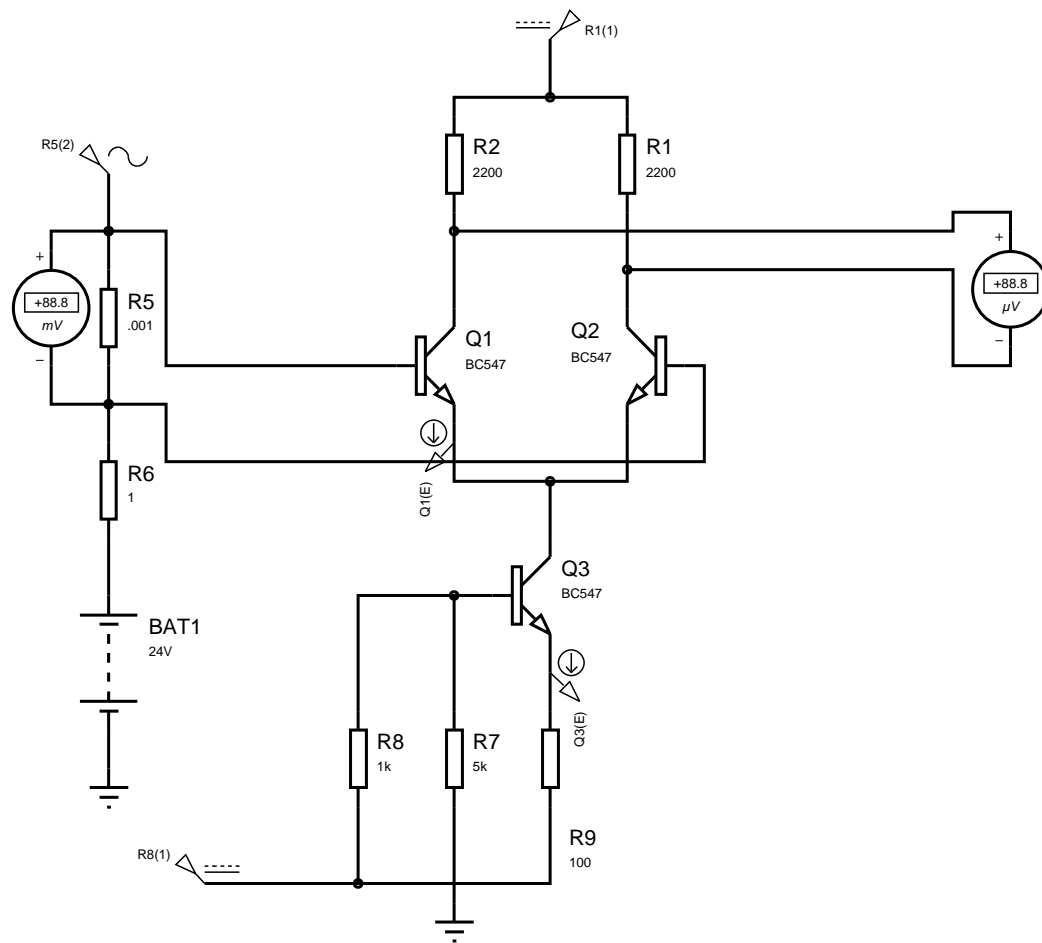 R1(1)
R5(2)
R2
2200
R1
2200
+
+88.8
mV
−
R5
.001
+
+88.8
µV
−
Q1
BC547
Q2
BC547
R6
1
Q1(E)
Q3
BC547
BAT1
24V
Q3(E)
R8
1k
R7
5k
R9
100
R8(1)